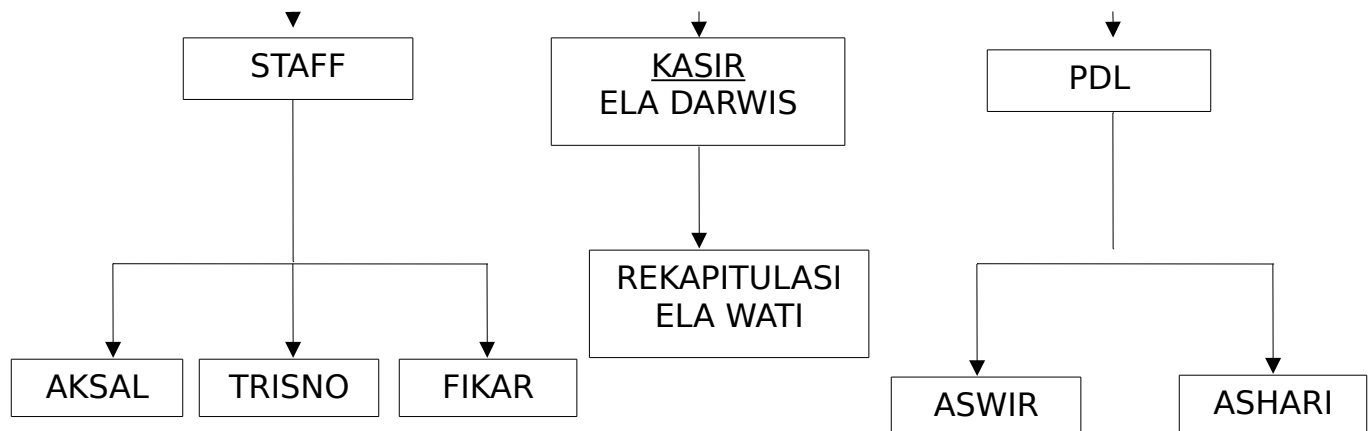 STAFF
KASIR
ELA DARWIS
PDL
REKAPITULASI
ELA WATI
AKSAL
TRISNO
FIKAR
ASWIR
ASHARI